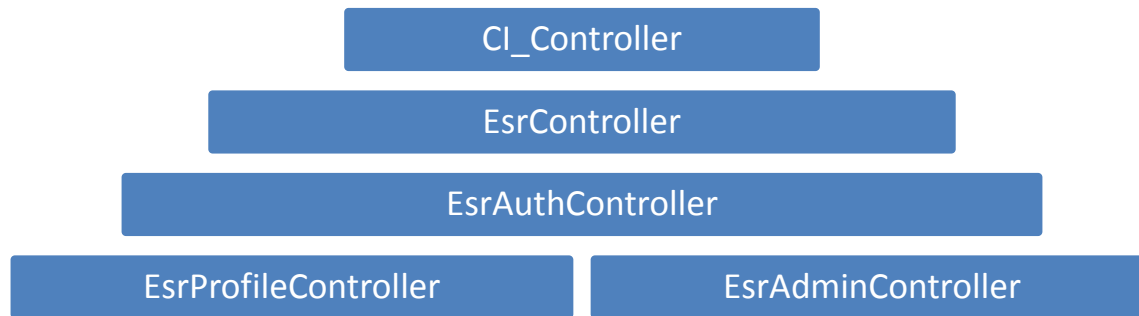 CI_Controller
EsrController
EsrAuthController
EsrProfileController
EsrAdminController